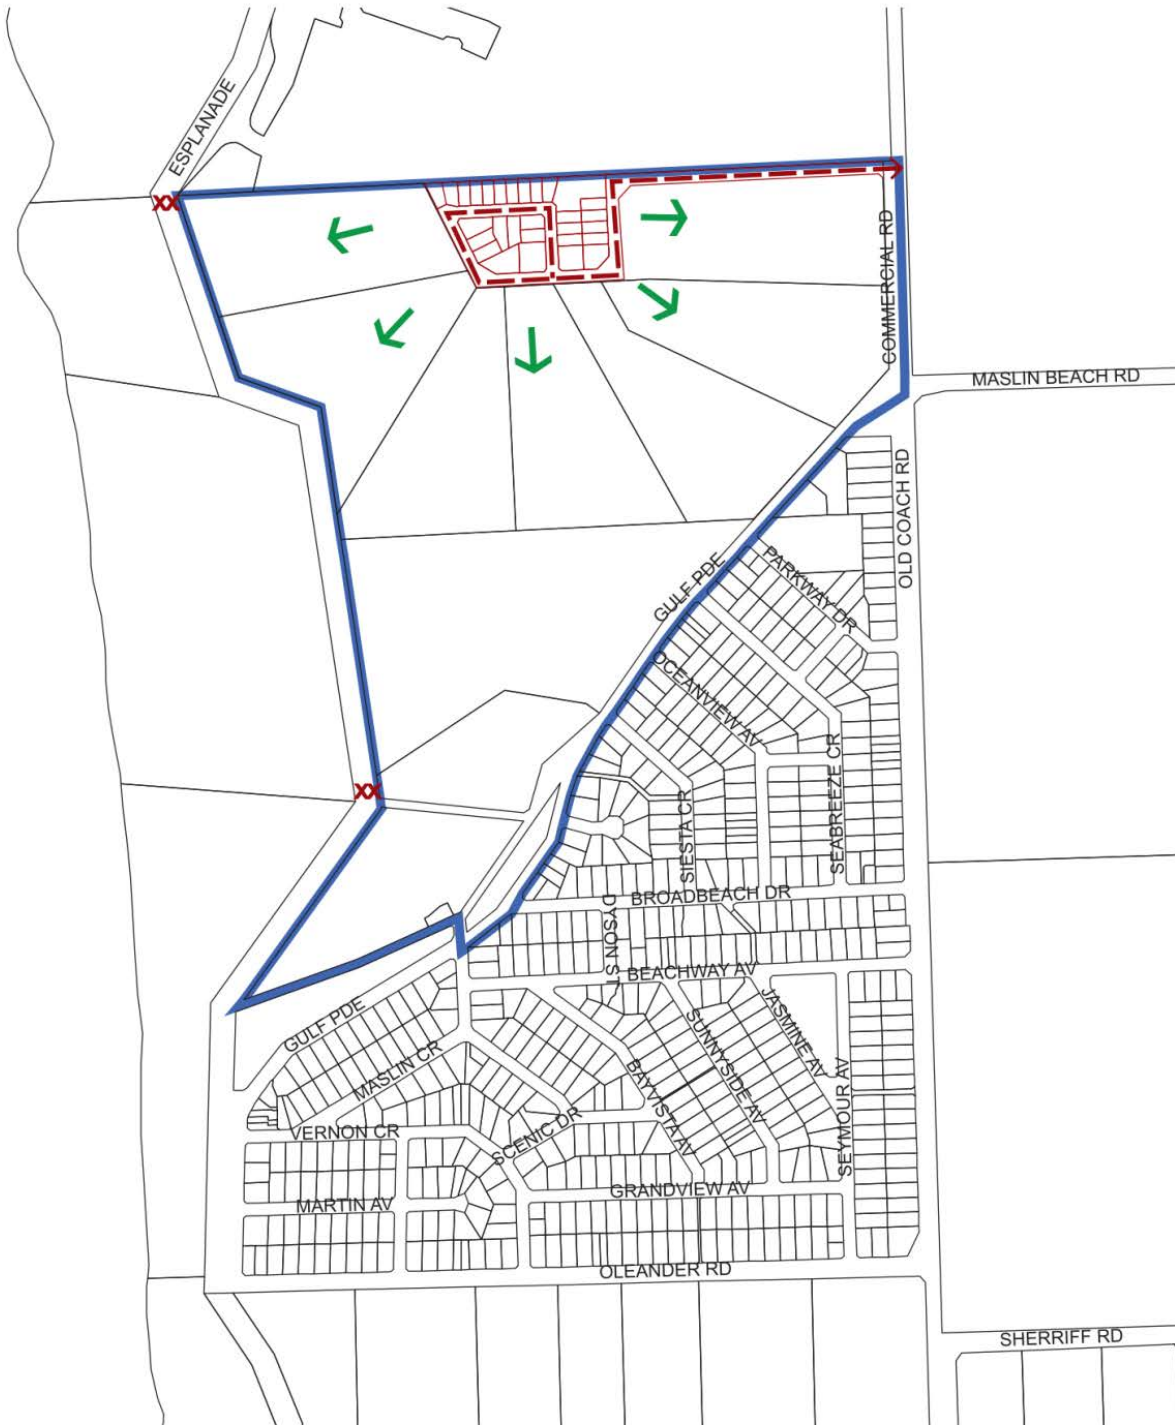 ESPLANADE
XX
COMMERCIAL RD
MASLIN BEACH RD
OLD COACH RD
GULF PDE
PARKWAY DR
OCEANVIEW AV
SEABREEZE CR
XX
SIESTA CR
BROADBEACH DR
DYSON ST
BEACHWAY AV
JASMINE AV
SUNNYSIDE AV
GULF PDE
MASLIN CR
BAYVISTA AV
SEYMOUR AV
VERNON CR
SCENIC DR
GRANDVIEW AV
MARTIN AV
OLEANDER RD
SHERRIFF RD